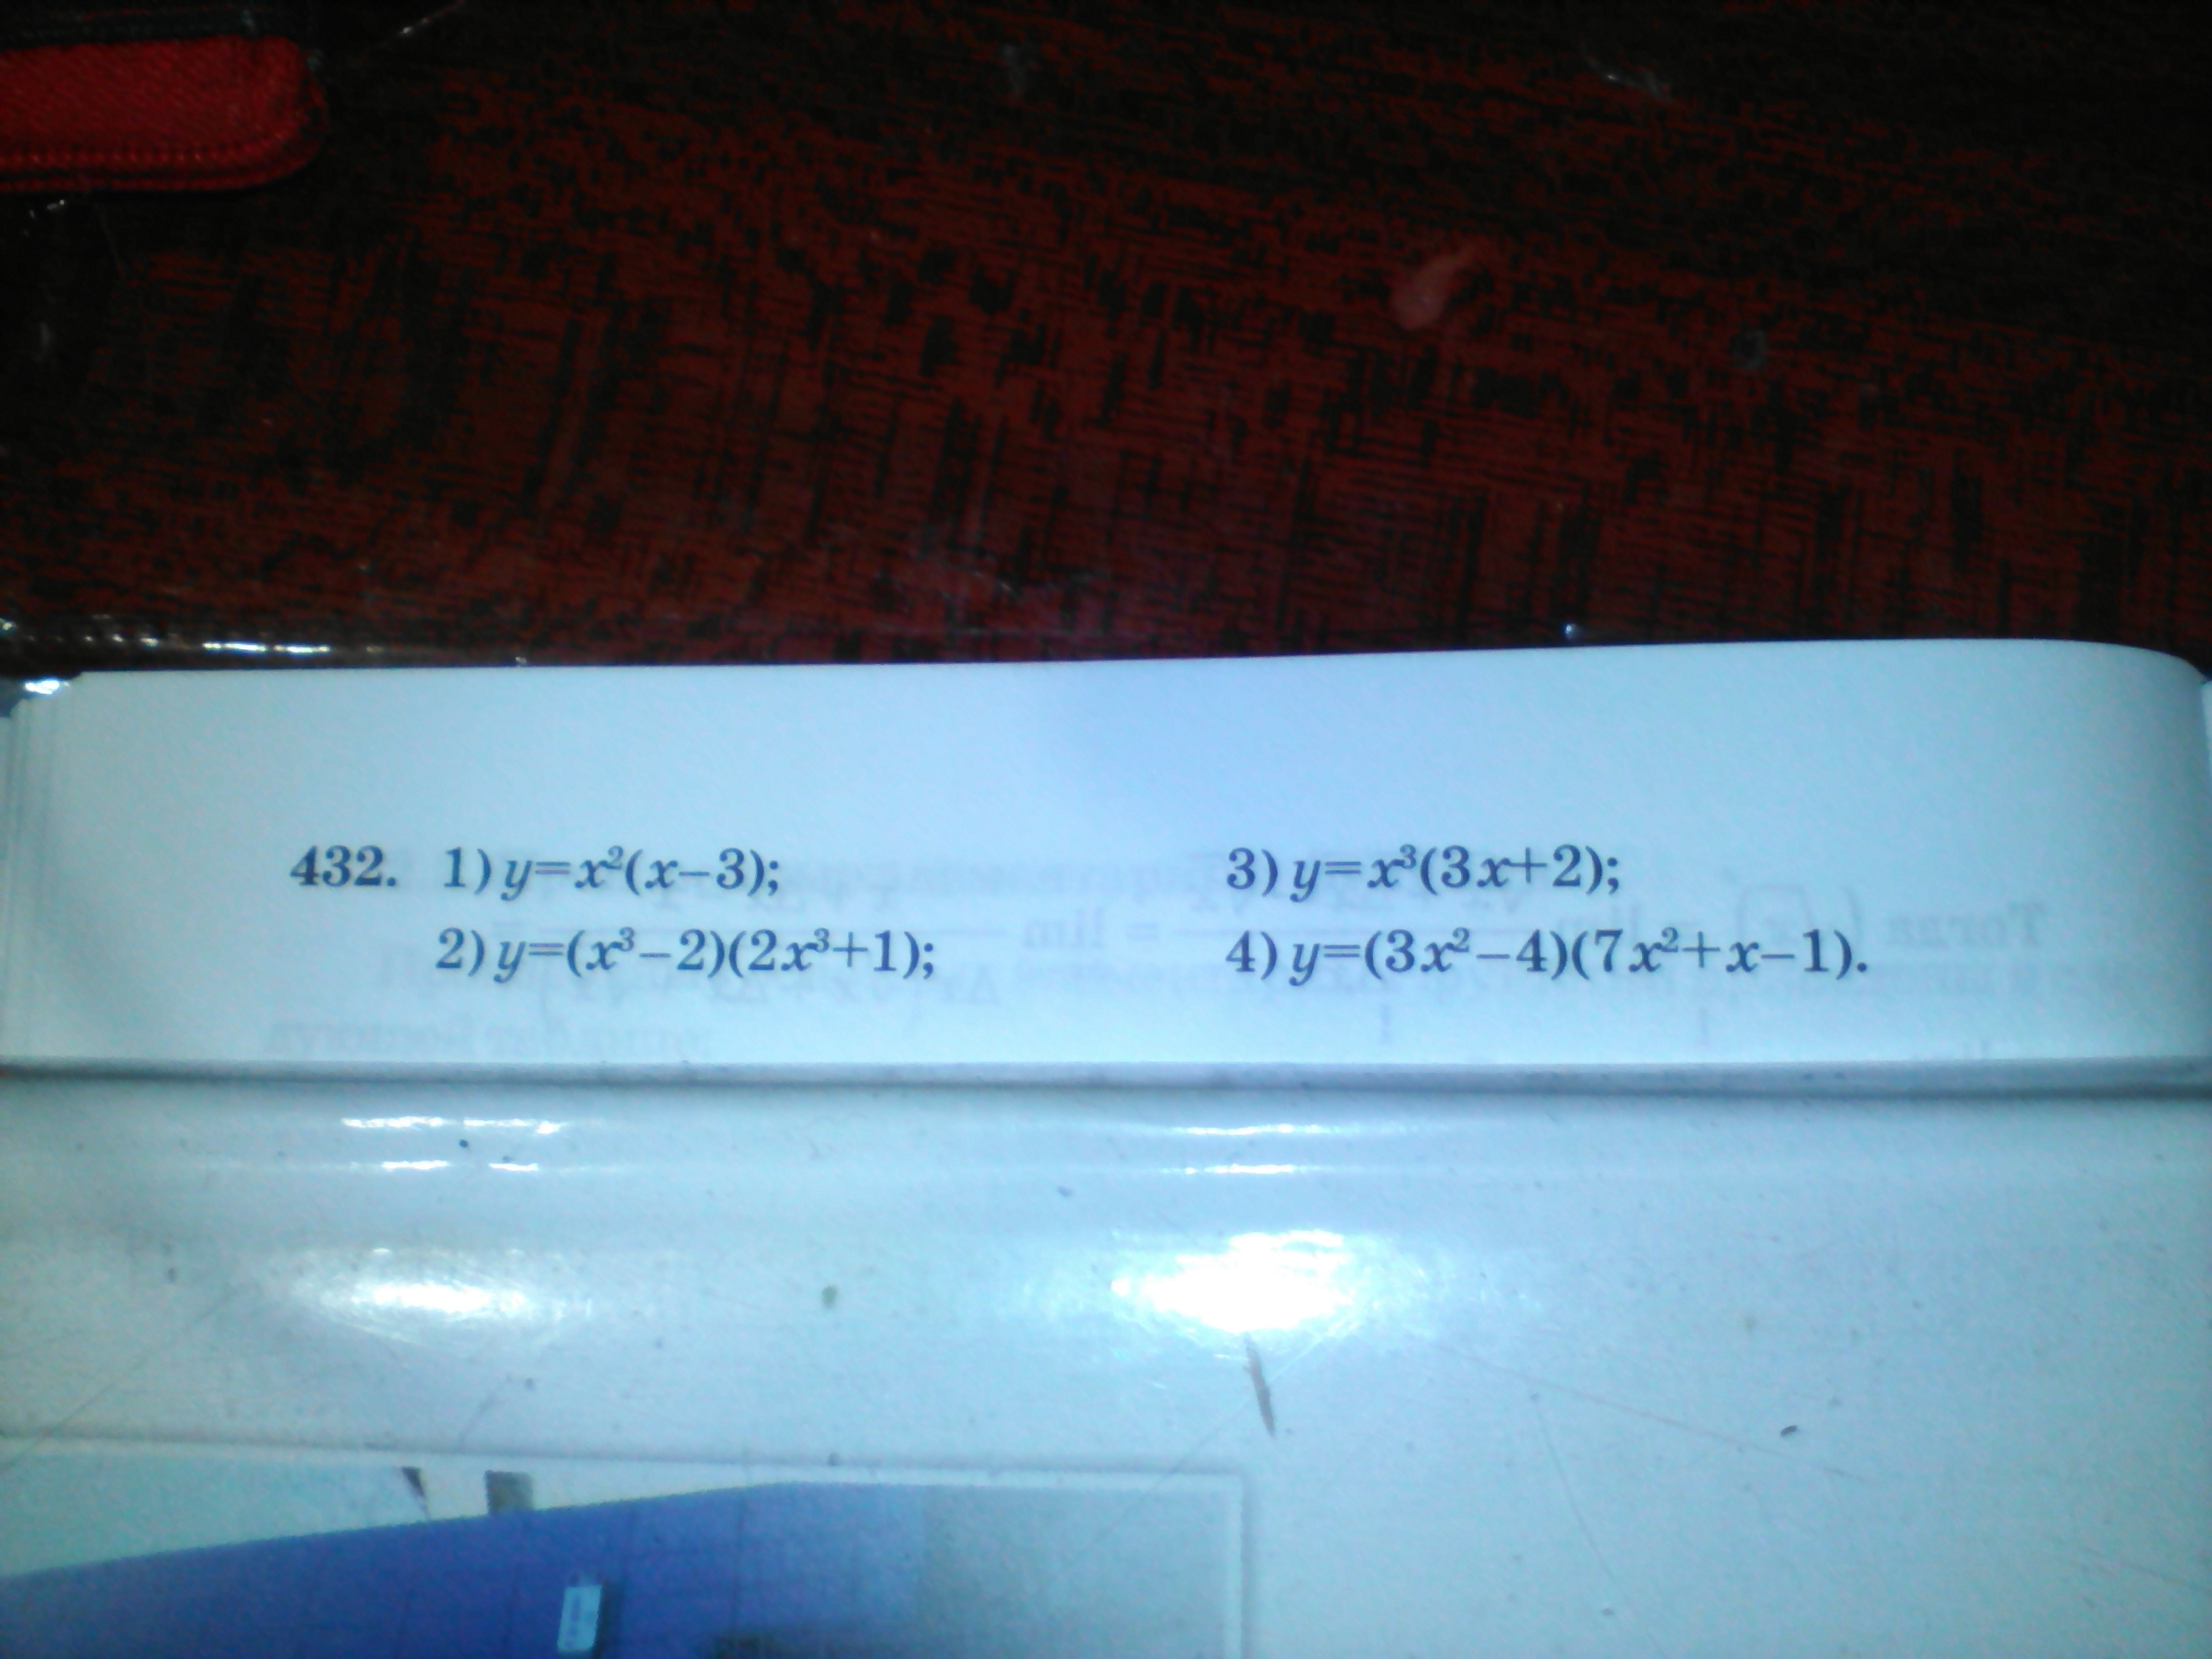 432. 1) y=x²(x−3); 3) y=x³(3x+2);
2) y=(x³−2)(2x³+1); 4) y=(3x²−4)(7x²+x−1).